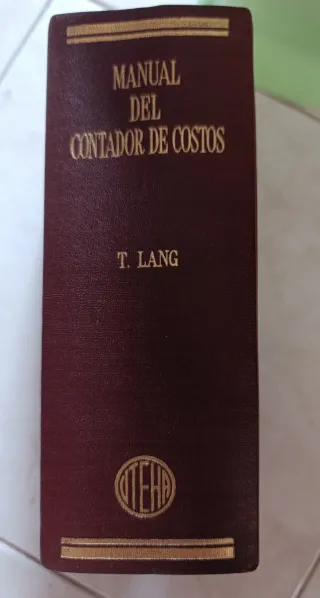 MANUAL
DEL
CONTADOR DE COSTOS
T. LANG
UTEHA